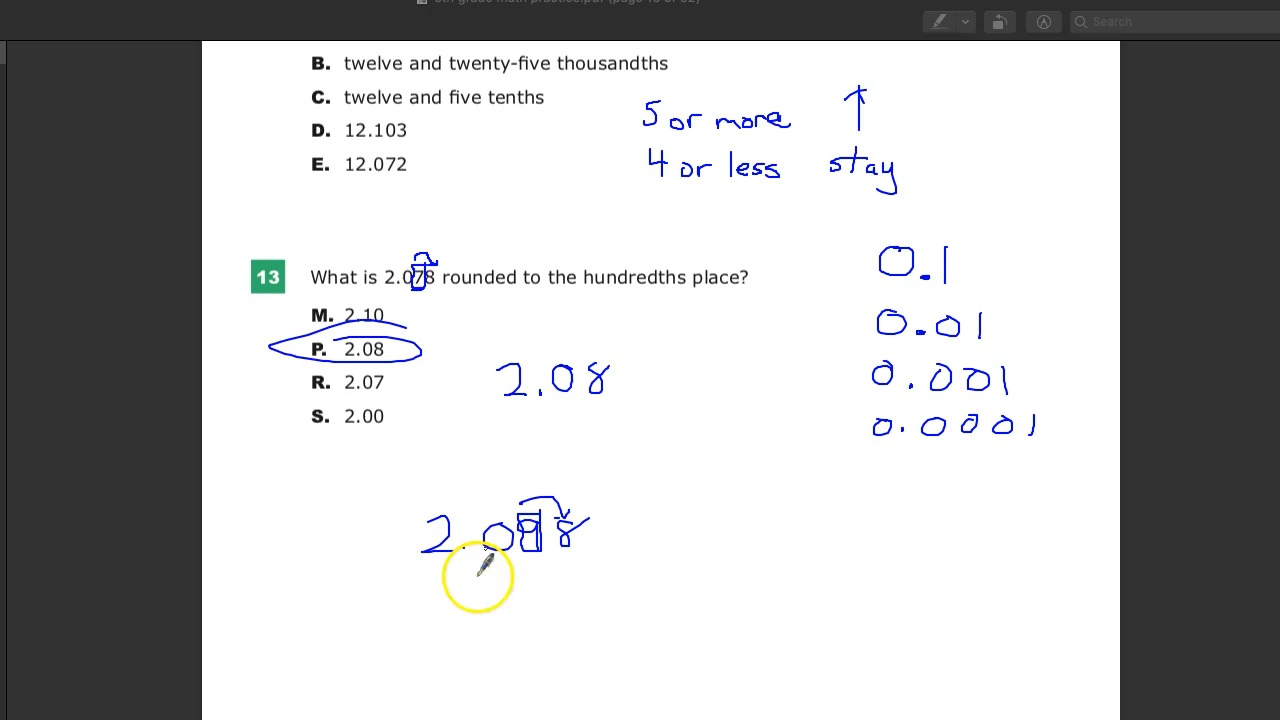 Search
B. twelve and twenty-five thousandths
C. twelve and five tenths
D. 12.103
E. 12.072
5 or more ↑
4 or less stay
13 What is 2.078 rounded to the hundredths place?
M. 2.10
P. 2.08
R. 2.07
S. 2.00
2.08
0.1
0.01
0.001
0.0001
2.098